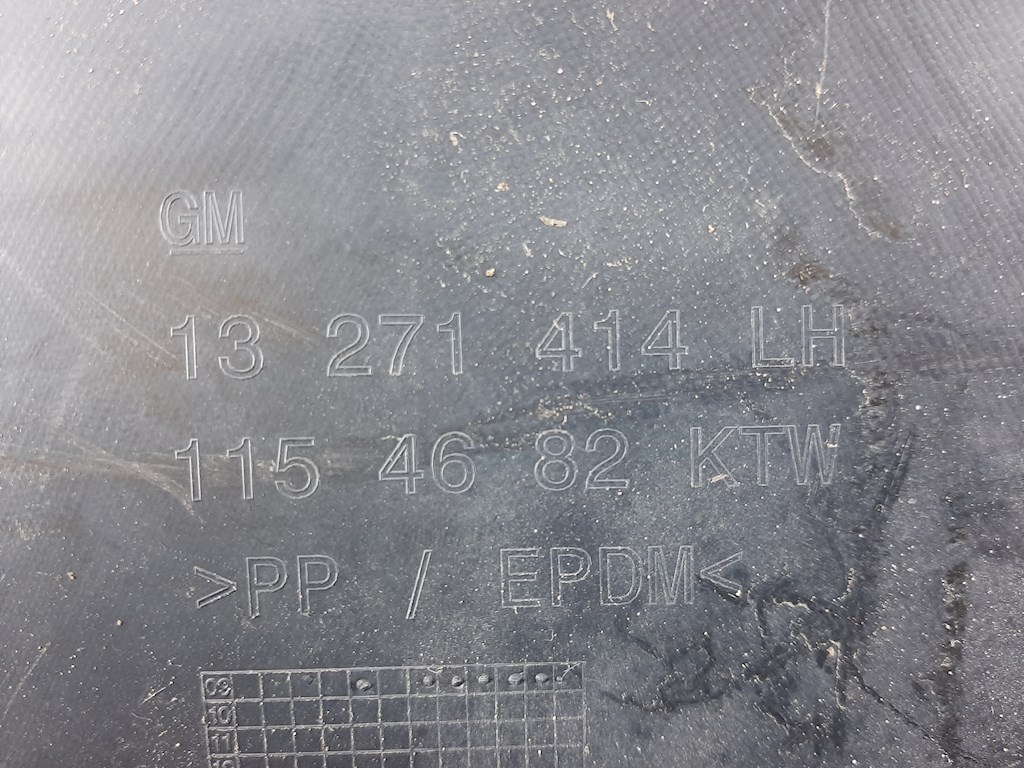 GM
13 271 414 LH
115 46 82 KTW
>PP / EPDM<